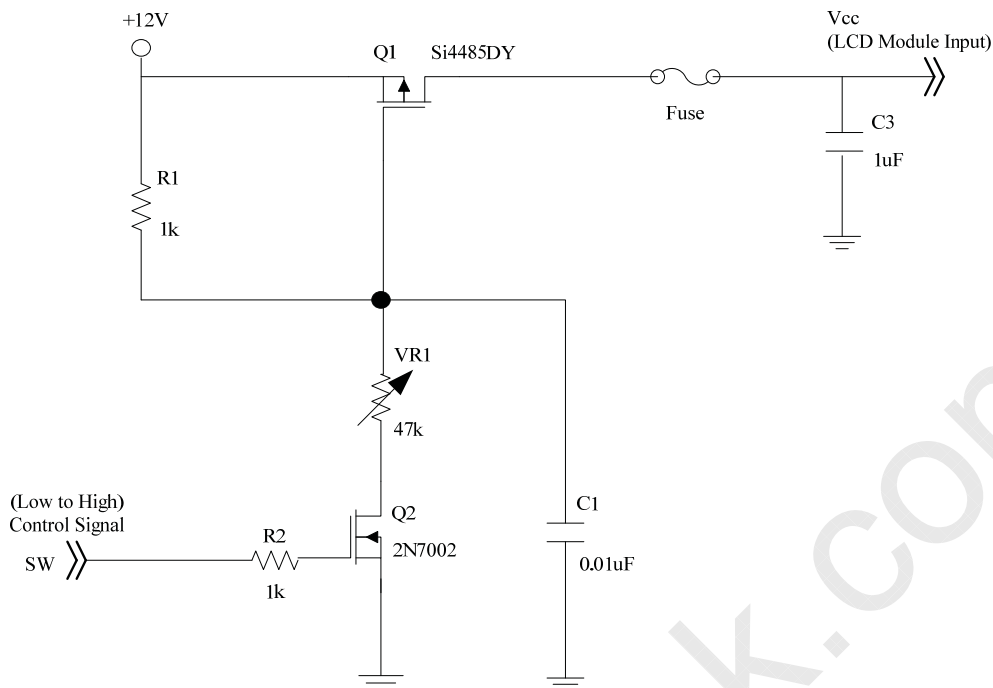 +12V
Q1
Si4485DY
Vcc
(LCD Module Input)
Fuse
C3
1uF
R1
1k
VR1
47k
(Low to High)
Control Signal
SW
R2
1k
Q2
2N7002
C1
0.01uF
k.com